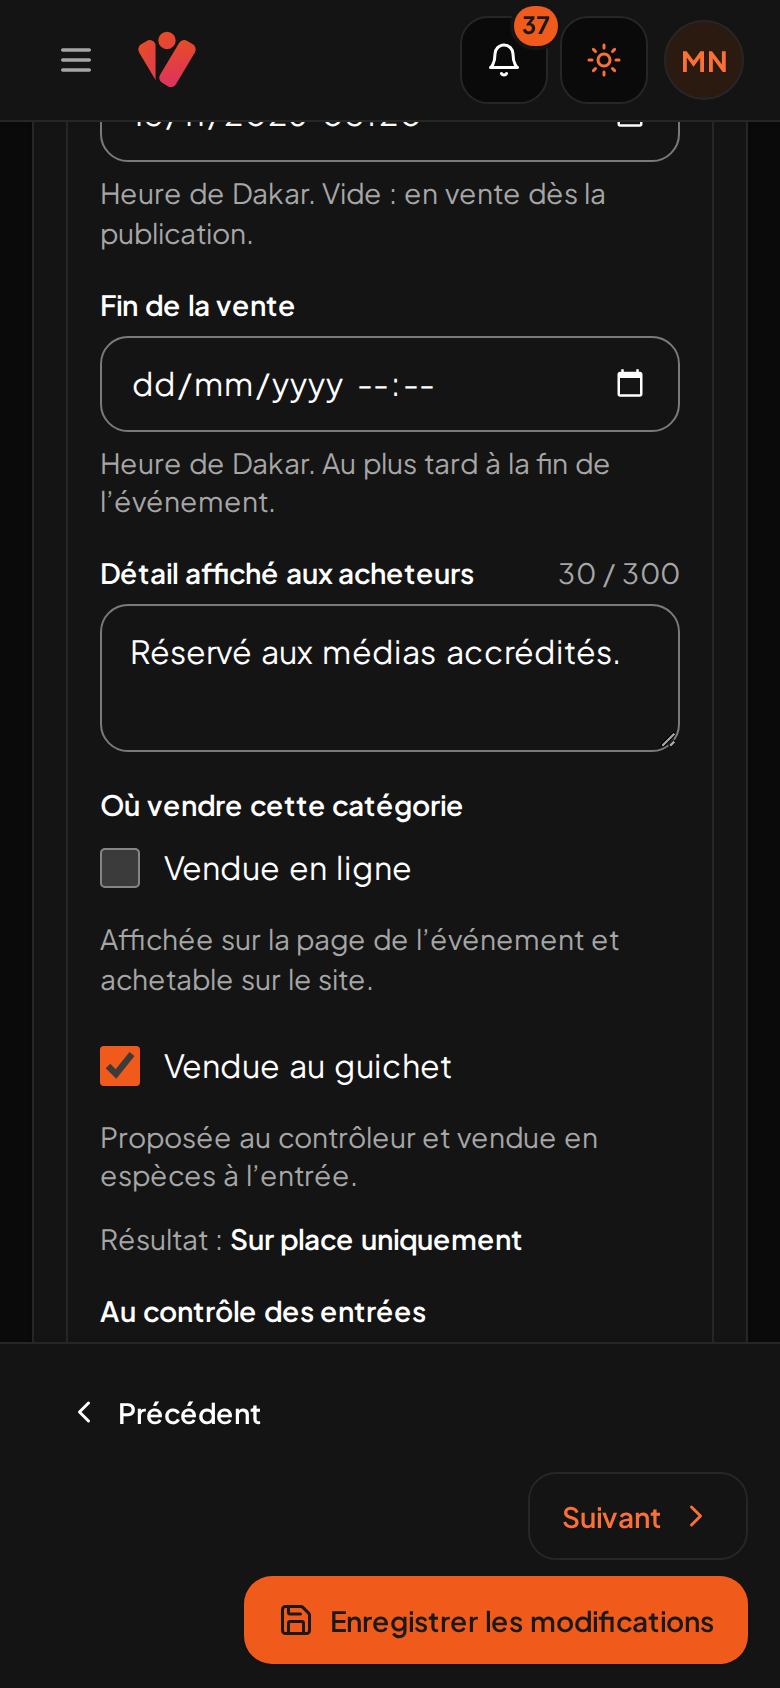 37
MN
Heure de Dakar. Vide : en vente dès la
publication.
Fin de la vente
dd/mm/yyyy --:--
Heure de Dakar. Au plus tard à la fin de
l’événement.
Détail affiché aux acheteurs 30 / 300
Réservé aux médias accrédités.
Où vendre cette catégorie
Vendue en ligne
Affichée sur la page de l’événement et
achetable sur le site.
Vendue au guichet
Proposée au contrôleur et vendue en
espèces à l’entrée.
Résultat : Sur place uniquement
Au contrôle des entrées
Précédent
Suivant
Enregistrer les modifications